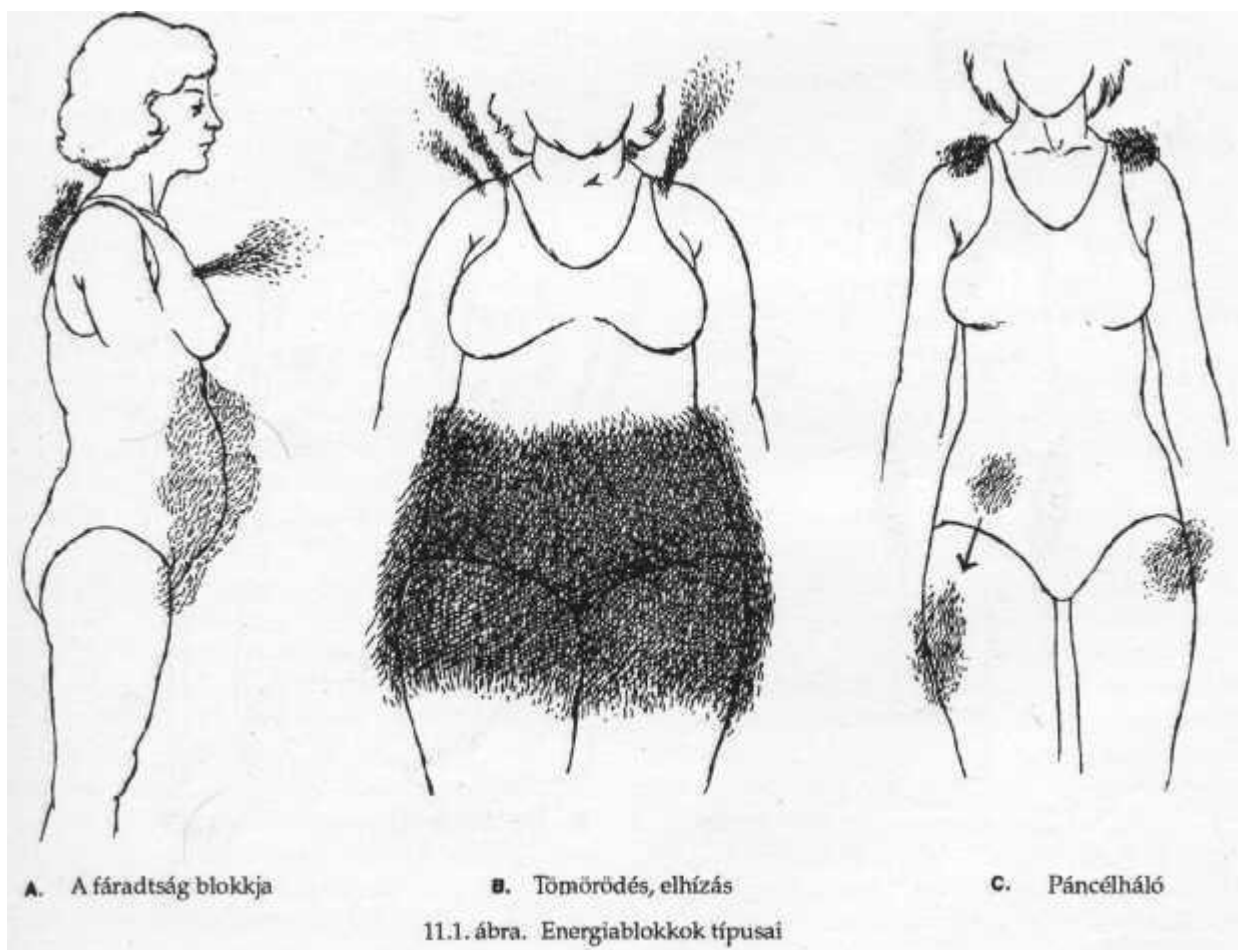 A. A fáradtság blokkja
B. Tömörödés, elhízás
C. Páncélháló
11.1. ábra. Energiablokkok típusai